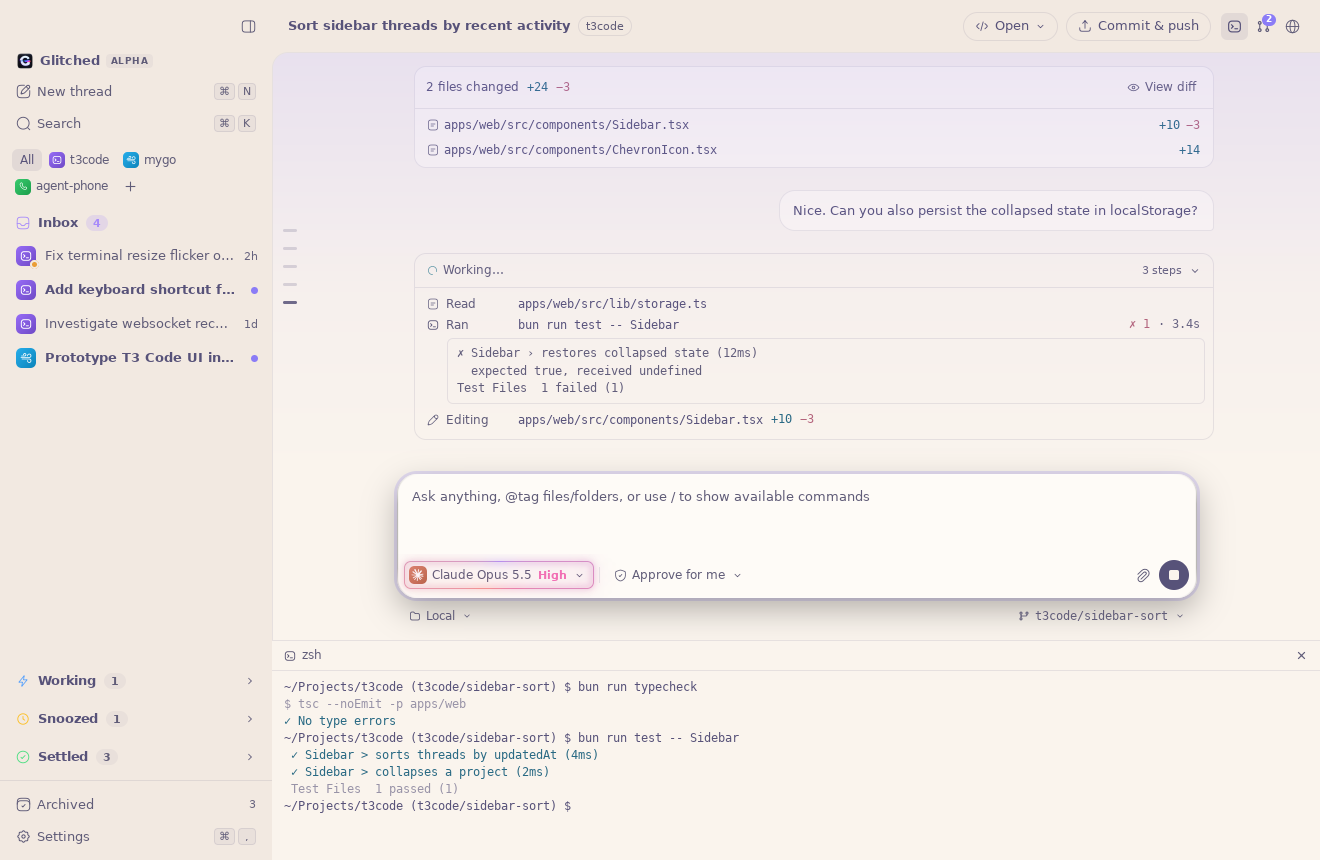 Glitched ALPHA
New thread ⌘ N
Search ⌘ K
All t3code mygo
agent-phone +
Inbox 4
Fix terminal resize flicker o... 2h
Add keyboard shortcut f...
Investigate websocket rec... 1d
Prototype T3 Code UI in...
Working 1
Snoozed 1
Settled 3
Archived 3
Settings ⌘ ,
Sort sidebar threads by recent activity t3code
Open Commit & push 2
2 files changed +24 −3 View diff
apps/web/src/components/Sidebar.tsx +10 −3
apps/web/src/components/ChevronIcon.tsx +14
Nice. Can you also persist the collapsed state in localStorage?
Working... 3 steps
Read apps/web/src/lib/storage.ts
Ran bun run test -- Sidebar ✗ 1 · 3.4s
✗ Sidebar › restores collapsed state (12ms)
expected true, received undefined
Test Files 1 failed (1)
Editing apps/web/src/components/Sidebar.tsx +10 −3
Ask anything, @tag files/folders, or use / to show available commands
Claude Opus 5.5 High Approve for me
Local t3code/sidebar-sort
zsh ×
~/Projects/t3code (t3code/sidebar-sort) $ bun run typecheck
$ tsc --noEmit -p apps/web
✓ No type errors
~/Projects/t3code (t3code/sidebar-sort) $ bun run test -- Sidebar
✓ Sidebar > sorts threads by updatedAt (4ms)
✓ Sidebar > collapses a project (2ms)
Test Files 1 passed (1)
~/Projects/t3code (t3code/sidebar-sort) $